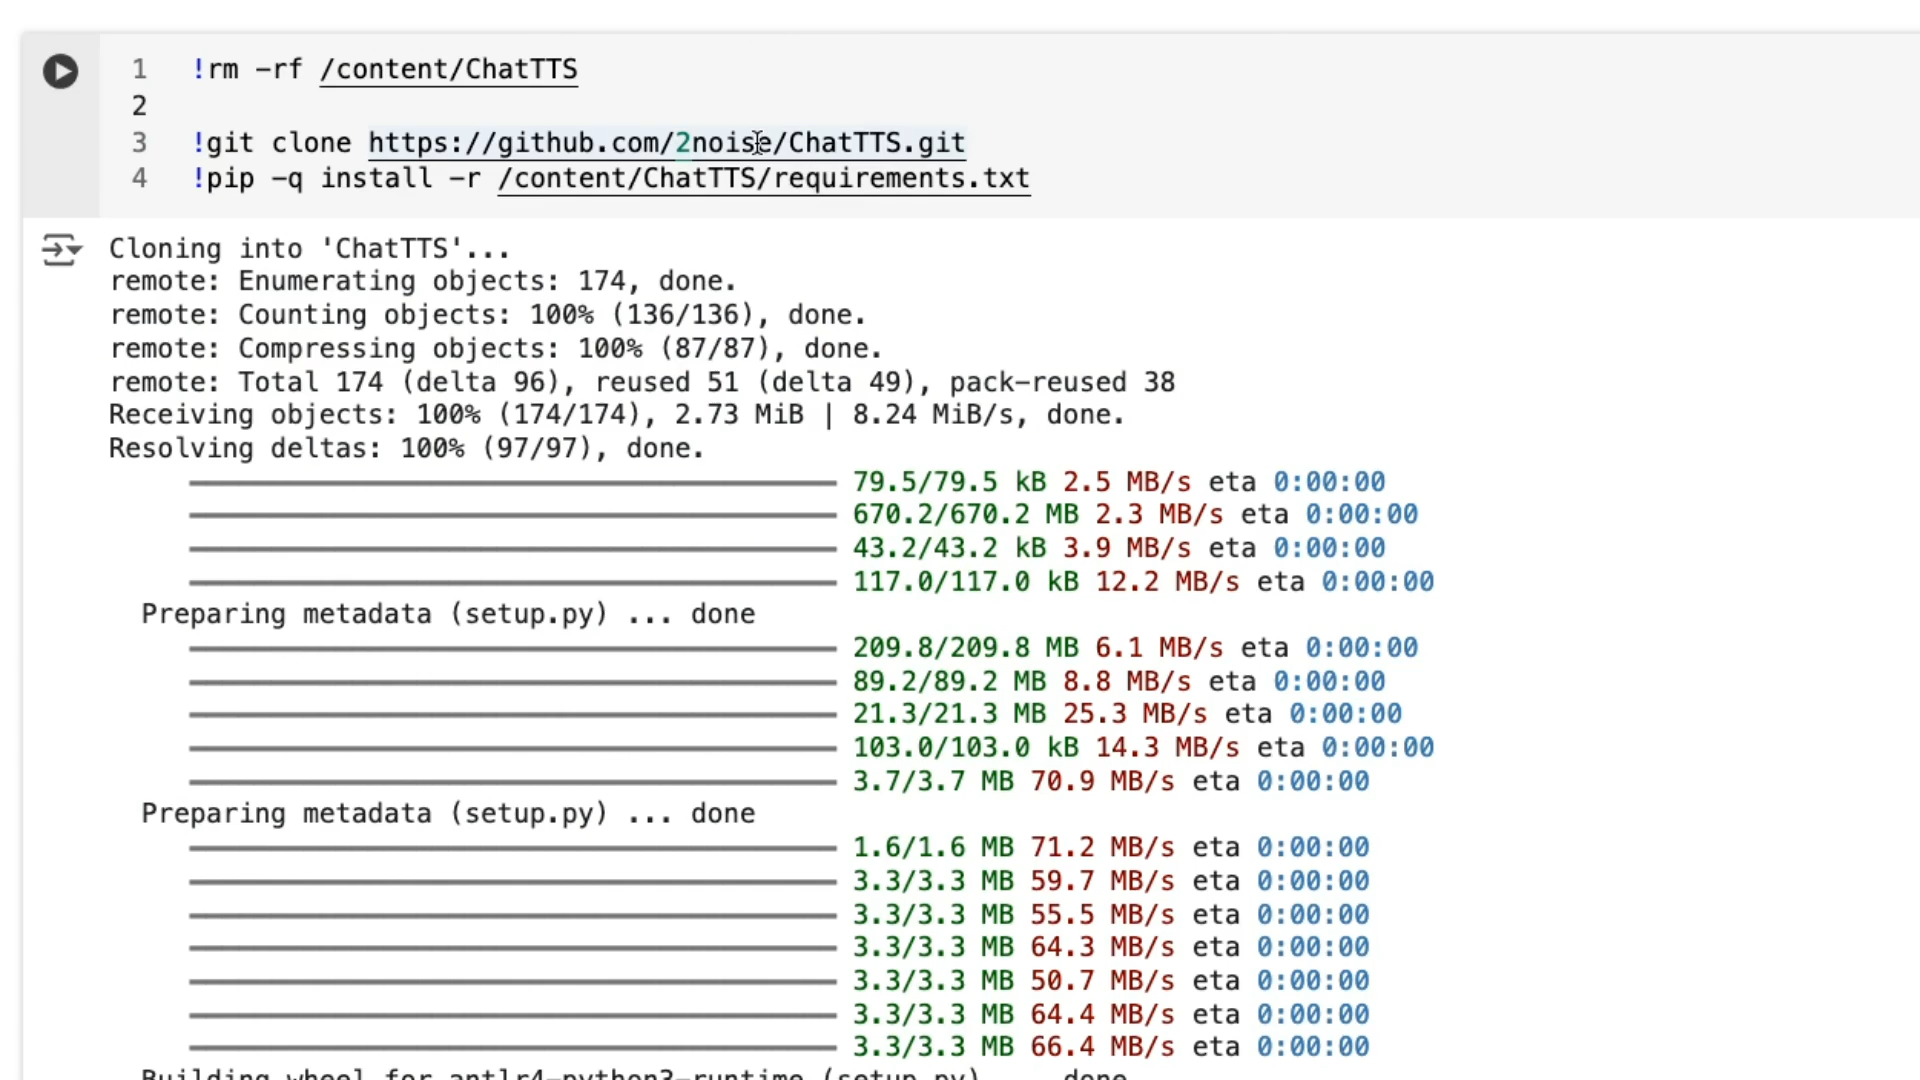 1 !rm -rf /content/ChatTTS
2
3 !git clone https://github.com/2noise/ChatTTS.git
4 !pip -q install -r /content/ChatTTS/requirements.txt
Cloning into 'ChatTTS'...
remote: Enumerating objects: 174, done.
remote: Counting objects: 100% (136/136), done.
remote: Compressing objects: 100% (87/87), done.
remote: Total 174 (delta 96), reused 51 (delta 49), pack-reused 38
Receiving objects: 100% (174/174), 2.73 MiB | 8.24 MiB/s, done.
Resolving deltas: 100% (97/97), done.
79.5/79.5 kB 2.5 MB/s eta 0:00:00
670.2/670.2 MB 2.3 MB/s eta 0:00:00
43.2/43.2 kB 3.9 MB/s eta 0:00:00
117.0/117.0 kB 12.2 MB/s eta 0:00:00
Preparing metadata (setup.py) ... done
209.8/209.8 MB 6.1 MB/s eta 0:00:00
89.2/89.2 MB 8.8 MB/s eta 0:00:00
21.3/21.3 MB 25.3 MB/s eta 0:00:00
103.0/103.0 kB 14.3 MB/s eta 0:00:00
3.7/3.7 MB 70.9 MB/s eta 0:00:00
Preparing metadata (setup.py) ... done
1.6/1.6 MB 71.2 MB/s eta 0:00:00
3.3/3.3 MB 59.7 MB/s eta 0:00:00
3.3/3.3 MB 55.5 MB/s eta 0:00:00
3.3/3.3 MB 64.3 MB/s eta 0:00:00
3.3/3.3 MB 50.7 MB/s eta 0:00:00
3.3/3.3 MB 64.4 MB/s eta 0:00:00
3.3/3.3 MB 66.4 MB/s eta 0:00:00
Building wheel for antlr4-python3-runtime (setup.py) ... done